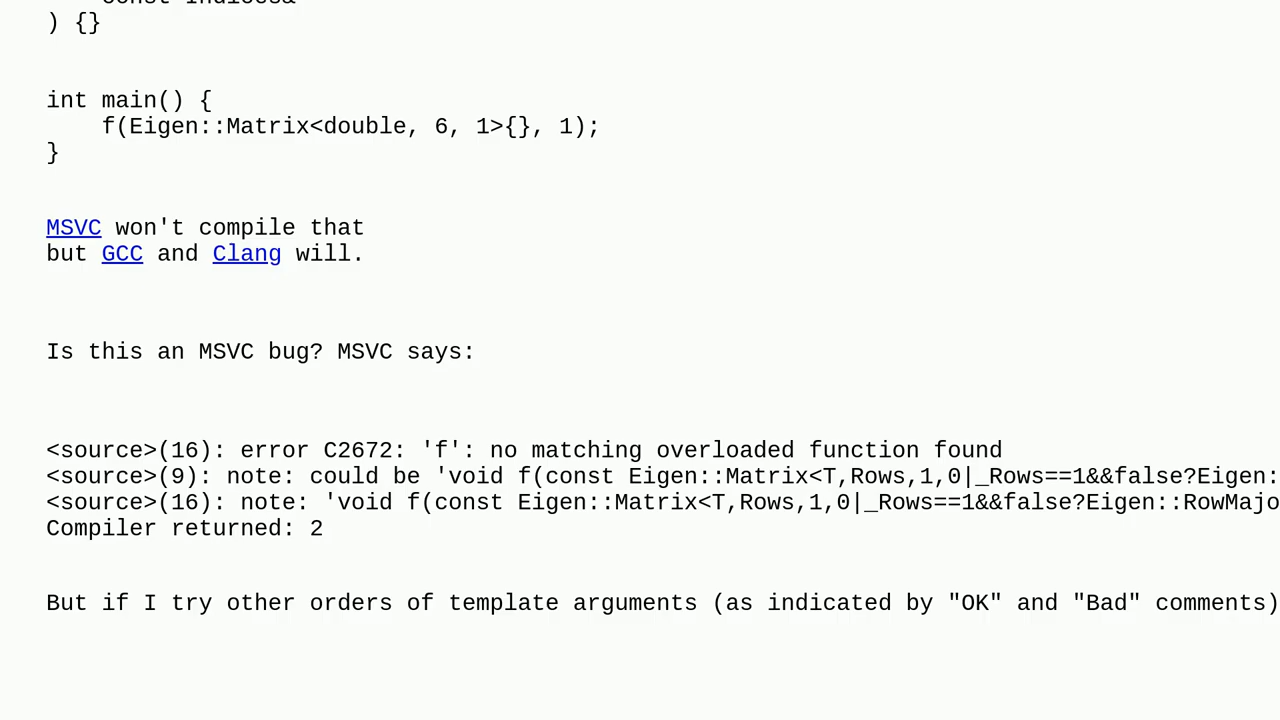 const Indices&
) {}
int main() {
    f(Eigen::Matrix<double, 6, 1>{}, 1);
}
MSVC won't compile that
but GCC and Clang will.
Is this an MSVC bug? MSVC says:
<source>(16): error C2672: 'f': no matching overloaded function found
<source>(9): note: could be 'void f(const Eigen::Matrix<T,Rows,1,0|_Rows==1&&false?Eigen:
<source>(16): note: 'void f(const Eigen::Matrix<T,Rows,1,0|_Rows==1&&false?Eigen::RowMajo
Compiler returned: 2
But if I try other orders of template arguments (as indicated by "OK" and "Bad" comments)